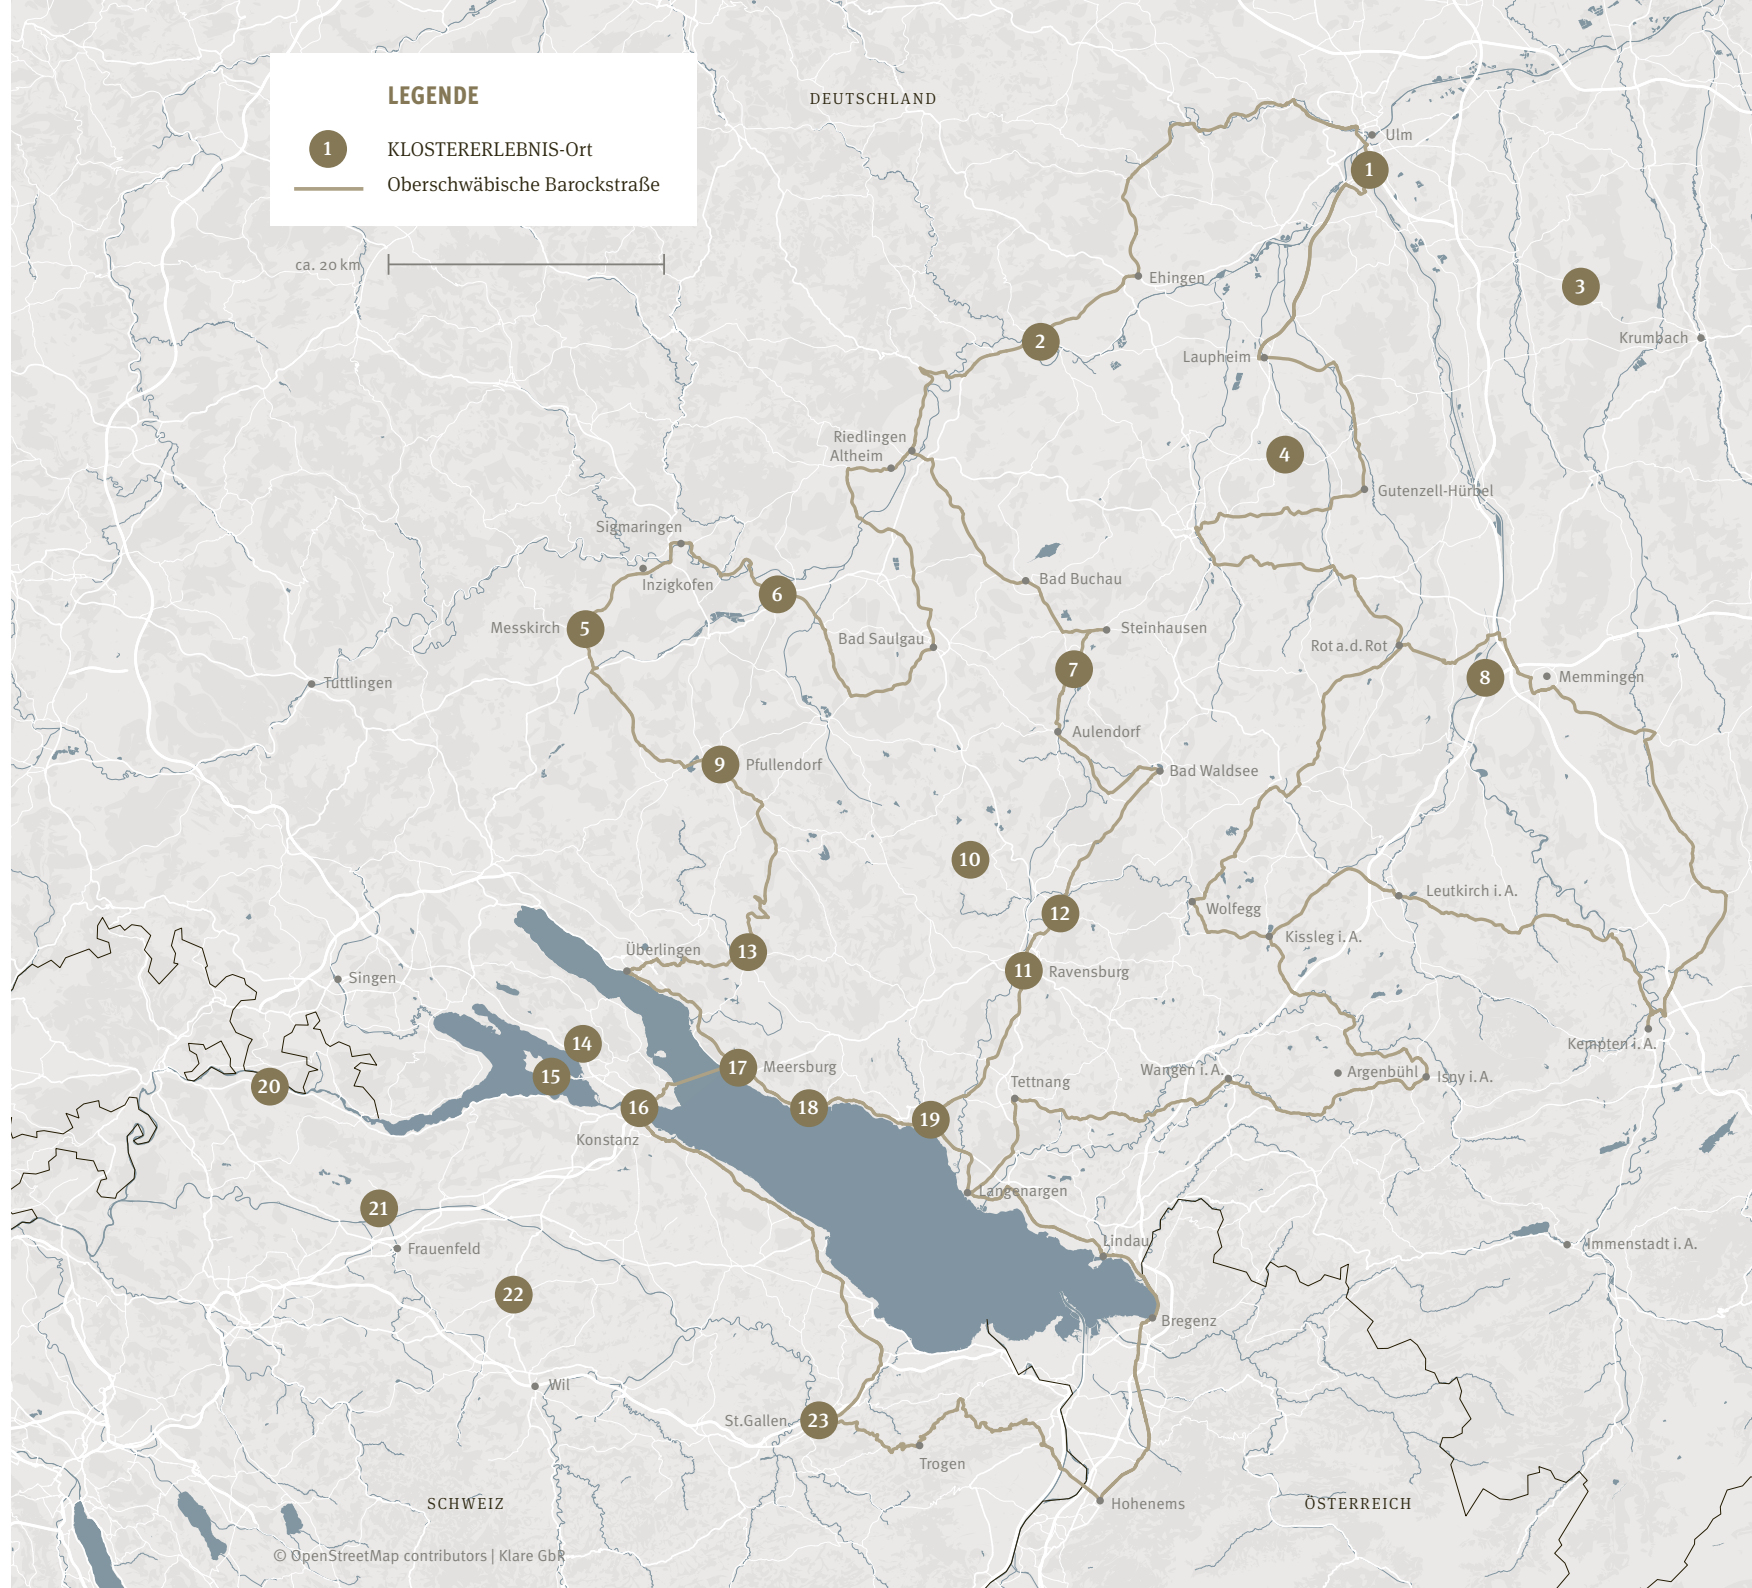 LEGENDE
1 KLOSTERERLEBNIS-Ort
Oberschwäbische Barockstraße
ca. 20 km
DEUTSCHLAND
Ulm
1
Ehingen
3
2
Krumbach
Laupheim
Riedlingen
Altheim
4
Gutenzell-Hürbel
Sigmaringen
Inzigkofen
Bad Buchau
6
Messkirch 5
Bad Saulgau
Steinhausen
Rot a.d. Rot
7
8 Memmingen
Tuttlingen
Aulendorf
9 Pfullendorf
Bad Waldsee
10
Leutkirch i. A.
12
Wolfegg
Kissleg i. A.
Überlingen
13
11 Ravensburg
Singen
14
Kempten i. A.
17 Meersburg
15
20
Tettnang
Wangen i. A.
Argenbühl
Isny i. A.
16
18
19
Konstanz
Langenargen
21
Frauenfeld
Lindau
Immenstadt i. A.
22
Bregenz
Wil
St.Gallen 23
Trogen
SCHWEIZ
Hohenems
ÖSTERREICH
© OpenStreetMap contributors | Klare GbR